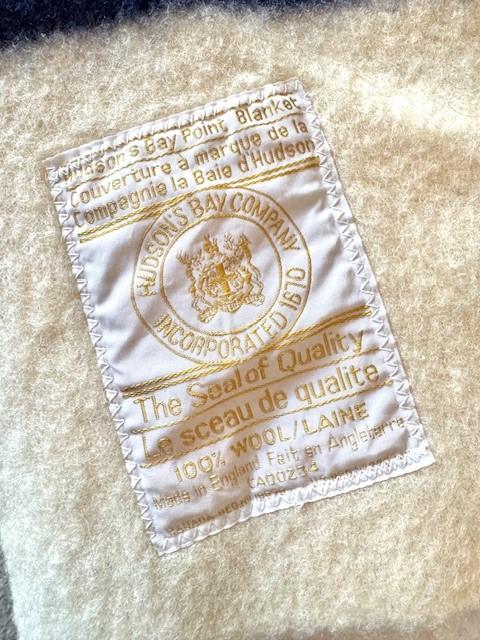 Hudson's Bay Point Blanket
Couverture à marque de la
Compagnie la Baie d'Hudson
HUDSON'S BAY COMPANY
INCORPORATED 1670
The Seal of Quality
Le sceau de qualite
100% WOOL/LAINE
Made in England Fait en Angleterre
CA00234